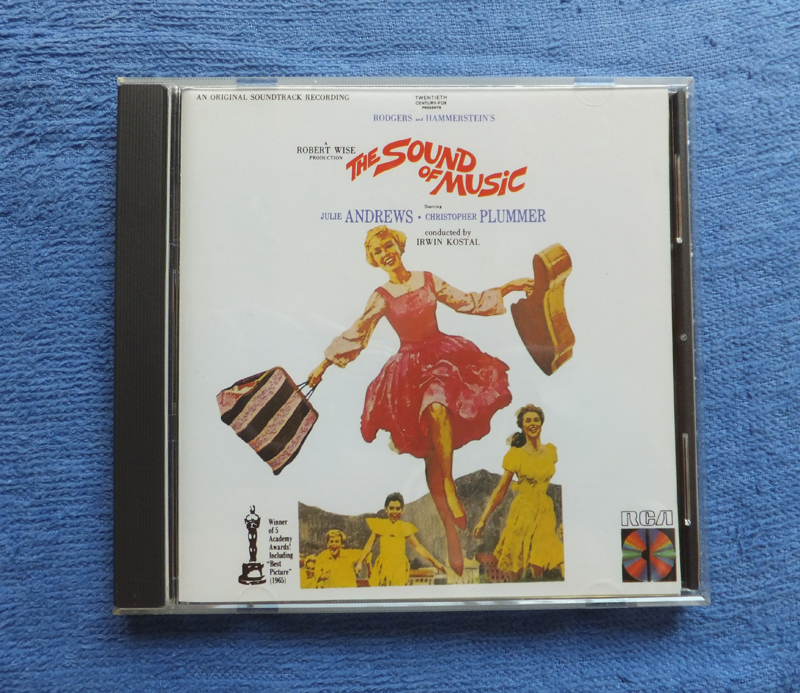 AN ORIGINAL SOUNDTRACK RECORDING
TWENTIETH
CENTURY-FOX
PRESENTS
RODGERS and HAMMERSTEIN'S
A
ROBERT WISE
PRODUCTION
THE SOUND
OF MUSIC
Starring
JULIE ANDREWS • CHRISTOPHER PLUMMER
conducted by
IRWIN KOSTAL
Winner
of 5
Academy
Awards!
Including
"Best
Picture"
(1965)
RCA